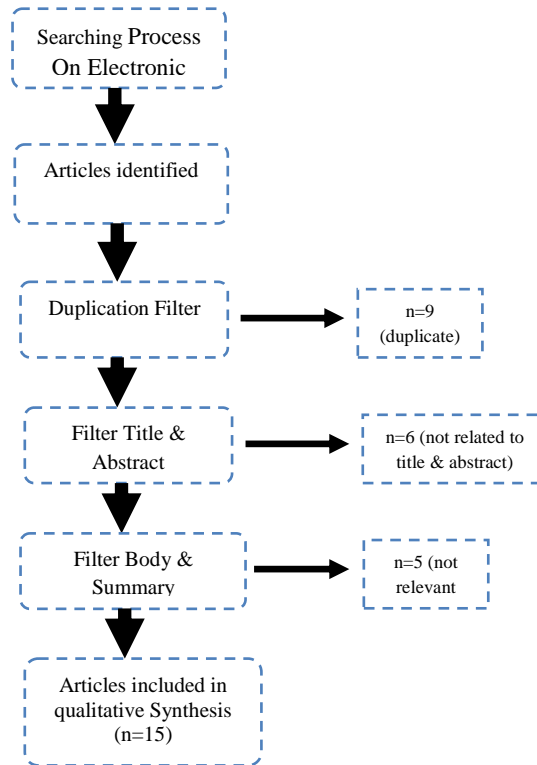 Searching Process
On Electronic
Articles identified
Duplication Filter
n=9
(duplicate)
Filter Title &
Abstract
n=6 (not related to
title & abstract)
Filter Body &
Summary
n=5 (not
relevant
Articles included in
qualitative Synthesis
(n=15)